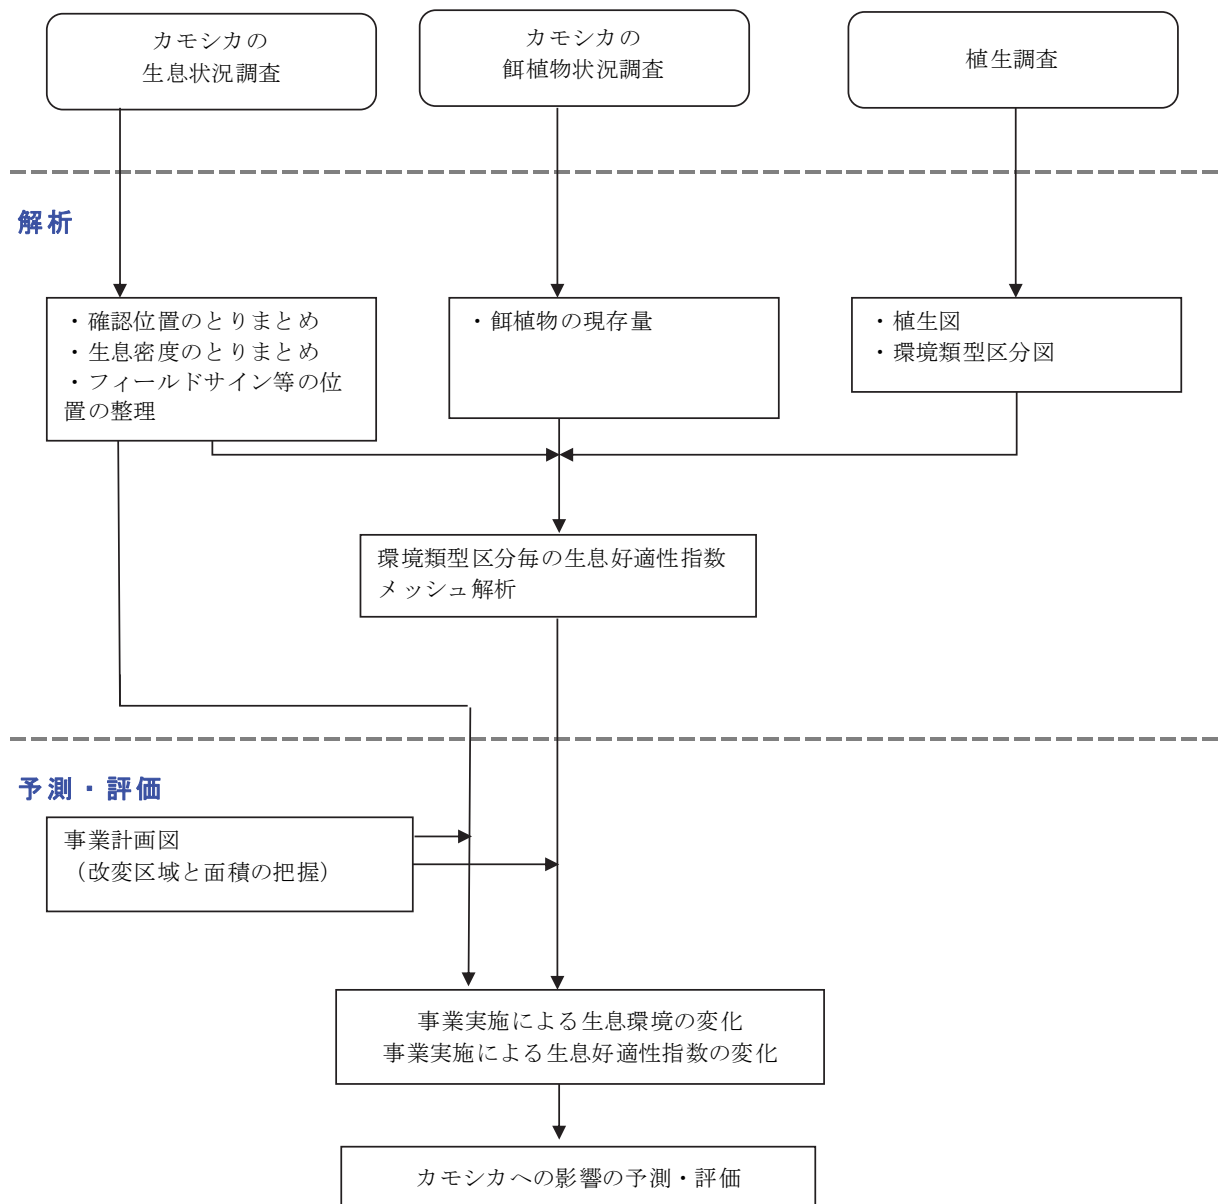 カモシカの
生息状況調査
カモシカの
餌植物状況調査
植生調査
解析
・確認位置のとりまとめ
・生息密度のとりまとめ
・フィールドサイン等の位
置の整理
・餌植物の現存量
・植生図
・環境類型区分図
環境類型区分毎の生息好適性指数
メッシュ解析
予測・評価
事業計画図
（改変区域と面積の把握）
事業実施による生息環境の変化
事業実施による生息好適性指数の変化
カモシカへの影響の予測・評価